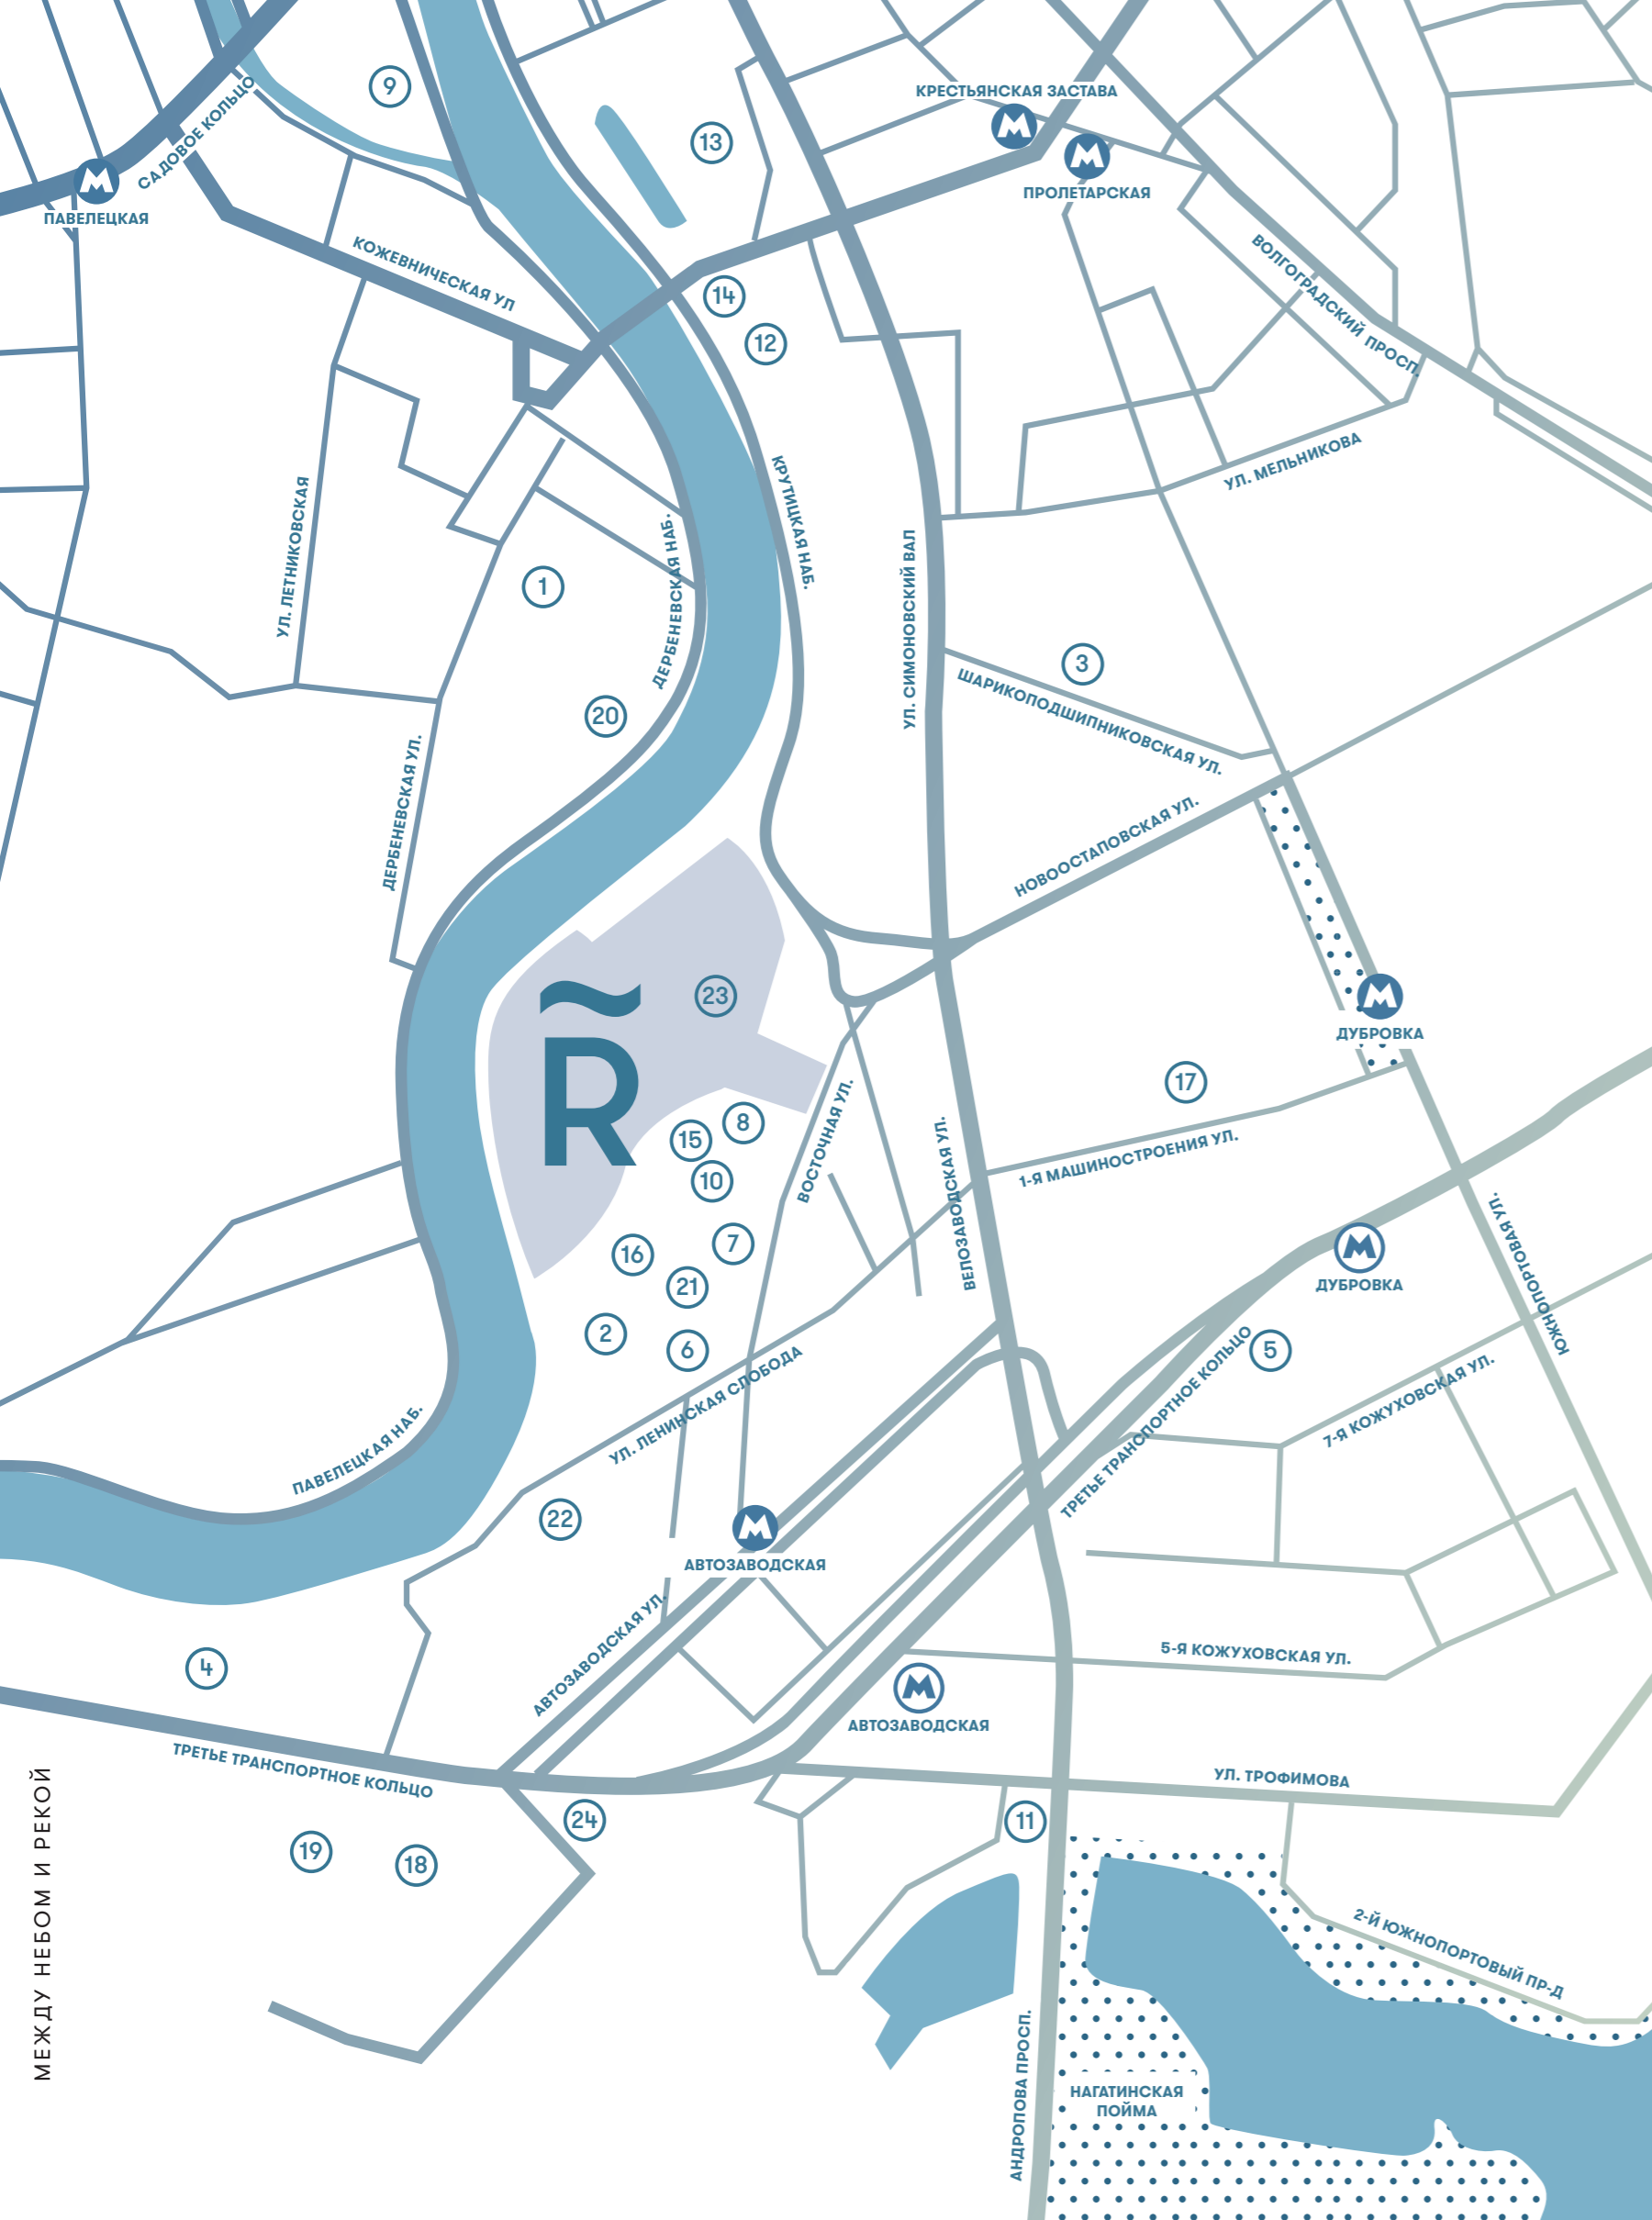 9
13
КРЕСТЬЯНСКАЯ ЗАСТАВА
М
М
ПРОЛЕТАРСКАЯ
САДОВОЕ КОЛЬЦО
М
ПАВЕЛЕЦКАЯ
КОЖЕВНИЧЕСКАЯ УЛ
14
12
ВОЛГОГРАДСКИЙ ПРОСП.
УЛ. МЕЛЬНИКОВА
КРУТИЦКАЯ НАБ.
УЛ. ЛЕТНИКОВСКАЯ
ДЕРБЕНЕВСКАЯ НАБ.
УЛ. СИМОНОВСКИЙ ВАЛ
1
3
ШАРИКОПОДШИПНИКОВСКАЯ УЛ.
20
ДЕРБЕНЕВСКАЯ УЛ.
НОВООСТАПОВСКАЯ УЛ.
23
R
М
ДУБРОВКА
17
1-Я МАШИНОСТРОЕНИЯ УЛ.
8
15
10
ВОСТОЧНАЯ УЛ.
ВЕЛОЗАВОДСКАЯ УЛ.
7
16
21
2
6
М
ДУБРОВКА
ЮЖНОПОРТОВАЯ УЛ.
5
ТРЕТЬЕ ТРАНСПОРТНОЕ КОЛЬЦО
7-Я КОЖУХОВСКАЯ УЛ.
УЛ. ЛЕНИНСКАЯ СЛОБОДА
ПАВЕЛЕЦКАЯ НАБ.
22
М
АВТОЗАВОДСКАЯ
АВТОЗАВОДСКАЯ УЛ.
4
5-Я КОЖУХОВСКАЯ УЛ.
М
АВТОЗАВОДСКАЯ
ТРЕТЬЕ ТРАНСПОРТНОЕ КОЛЬЦО
УЛ. ТРОФИМОВА
24
11
19
18
2-Й ЮЖНОПОРТОВЫЙ ПР-Д
АНДРОПОВА ПРОСП.
НАГАТИНСКАЯ
ПОЙМА
МЕЖДУ НЕБОМ И РЕКОЙ